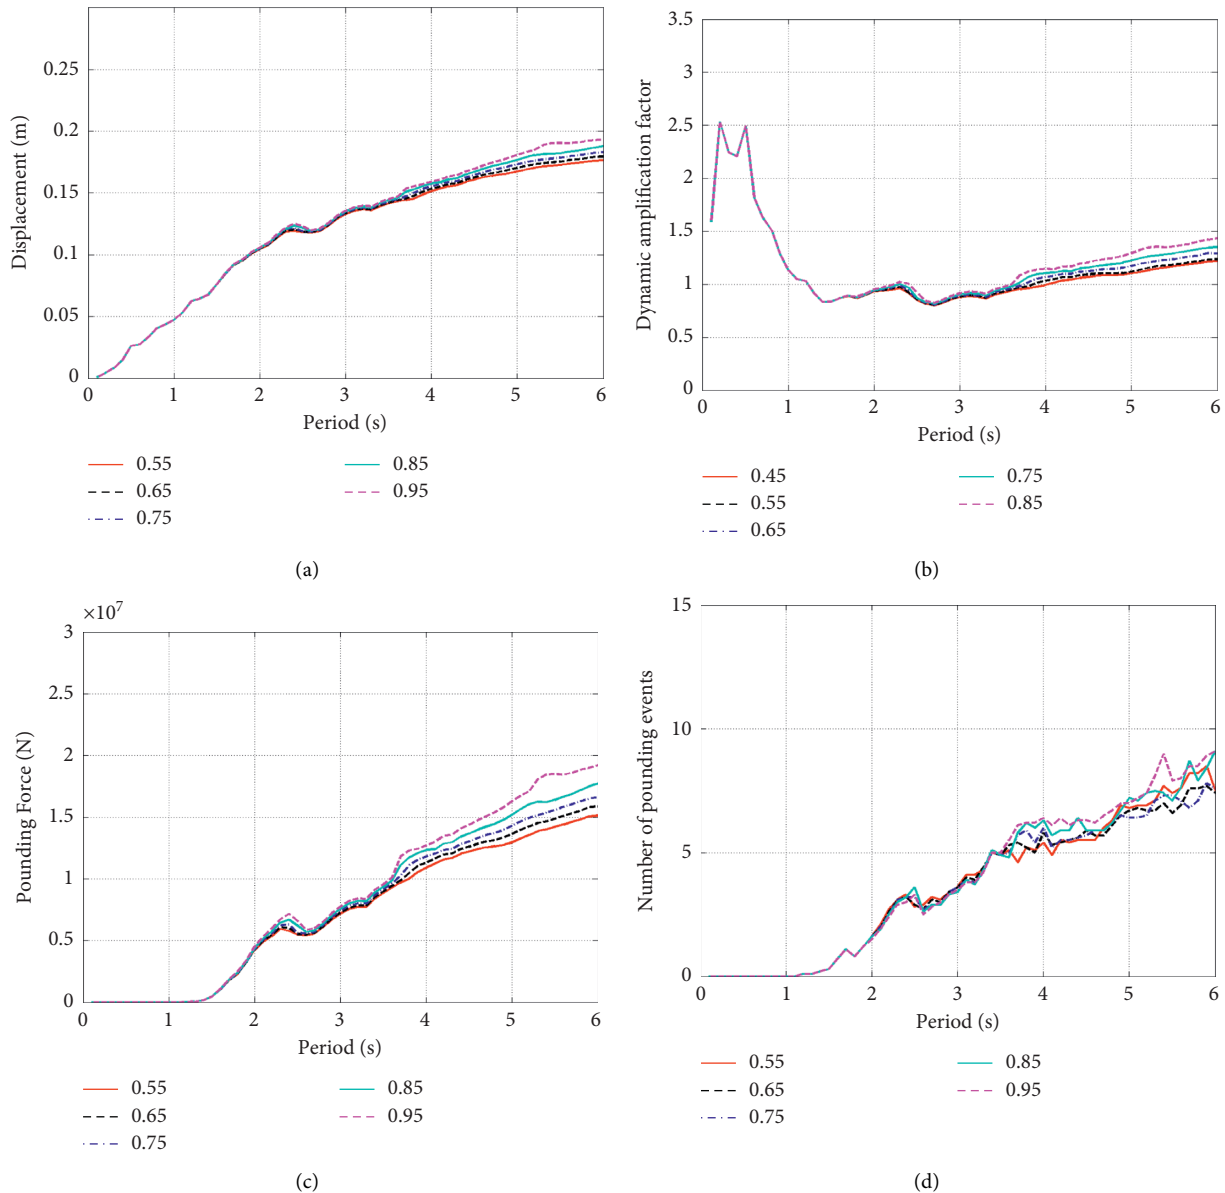 0.25
0.2
0.15
0.1
0.05
0
Displacement (m)
0 1 2 3 4 5 6
Period (s)
0.55
0.65
0.75
0.85
0.95
(a)
3.5
3
2.5
2
1.5
1
0.5
0
Dynamic amplification factor
0 1 2 3 4 5 6
Period (s)
0.45
0.55
0.65
0.75
0.85
(b)
×10^7
3
2.5
2
1.5
1
0.5
0
Pounding Force (N)
0 1 2 3 4 5 6
Period (s)
0.55
0.65
0.75
0.85
0.95
(c)
15
10
5
0
Number of pounding events
0 1 2 3 4 5 6
Period (s)
0.55
0.65
0.75
0.85
0.95
(d)